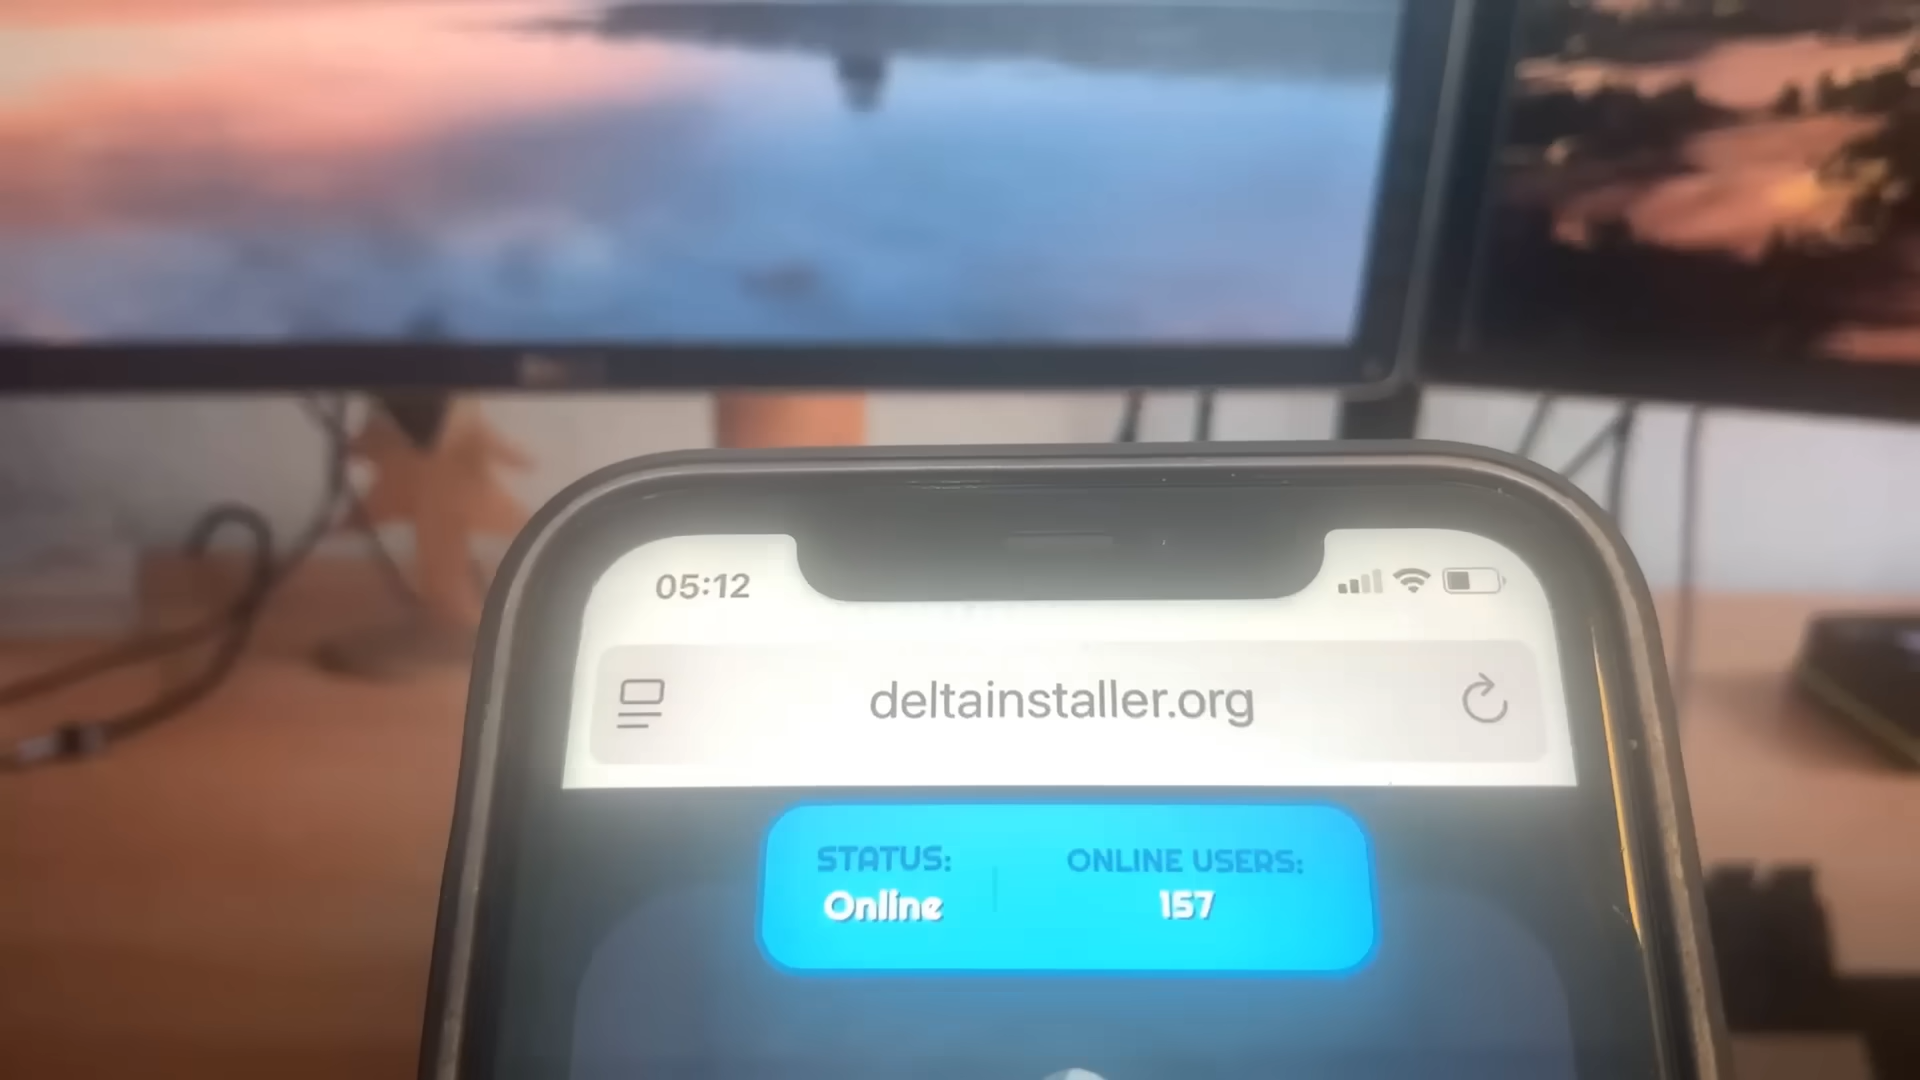 05:12
deltainstaller.org
STATUS:
Online
ONLINE USERS:
157